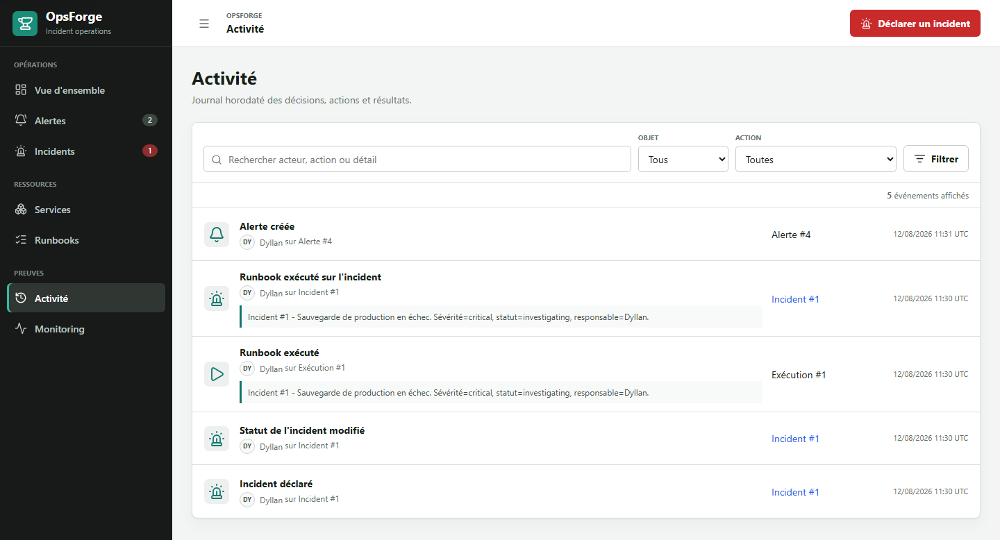 OpsForge
Incident operations
OPÉRATIONS
Vue d'ensemble
Alertes 2
Incidents 1
RESSOURCES
Services
Runbooks
PREUVES
Activité
Monitoring
OPSFORGE
Activité
Déclarer un incident
Activité
Journal horodaté des décisions, actions et résultats.
OBJET ACTION
Rechercher acteur, action ou détail Tous Toutes Filtrer
5 événements affichés
Alerte créée
DY Dyllan sur Alerte #4
Alerte #4
12/08/2026 11:31 UTC
Runbook exécuté sur l'incident
DY Dyllan sur Incident #1
Incident #1 - Sauvegarde de production en échec. Sévérité=critical, statut=investigating, responsable=Dyllan.
Incident #1
12/08/2026 11:30 UTC
Runbook exécuté
DY Dyllan sur Exécution #1
Incident #1 - Sauvegarde de production en échec. Sévérité=critical, statut=investigating, responsable=Dyllan.
Exécution #1
12/08/2026 11:30 UTC
Statut de l'incident modifié
DY Dyllan sur Incident #1
Incident #1
12/08/2026 11:30 UTC
Incident déclaré
DY Dyllan sur Incident #1
Incident #1
12/08/2026 11:30 UTC